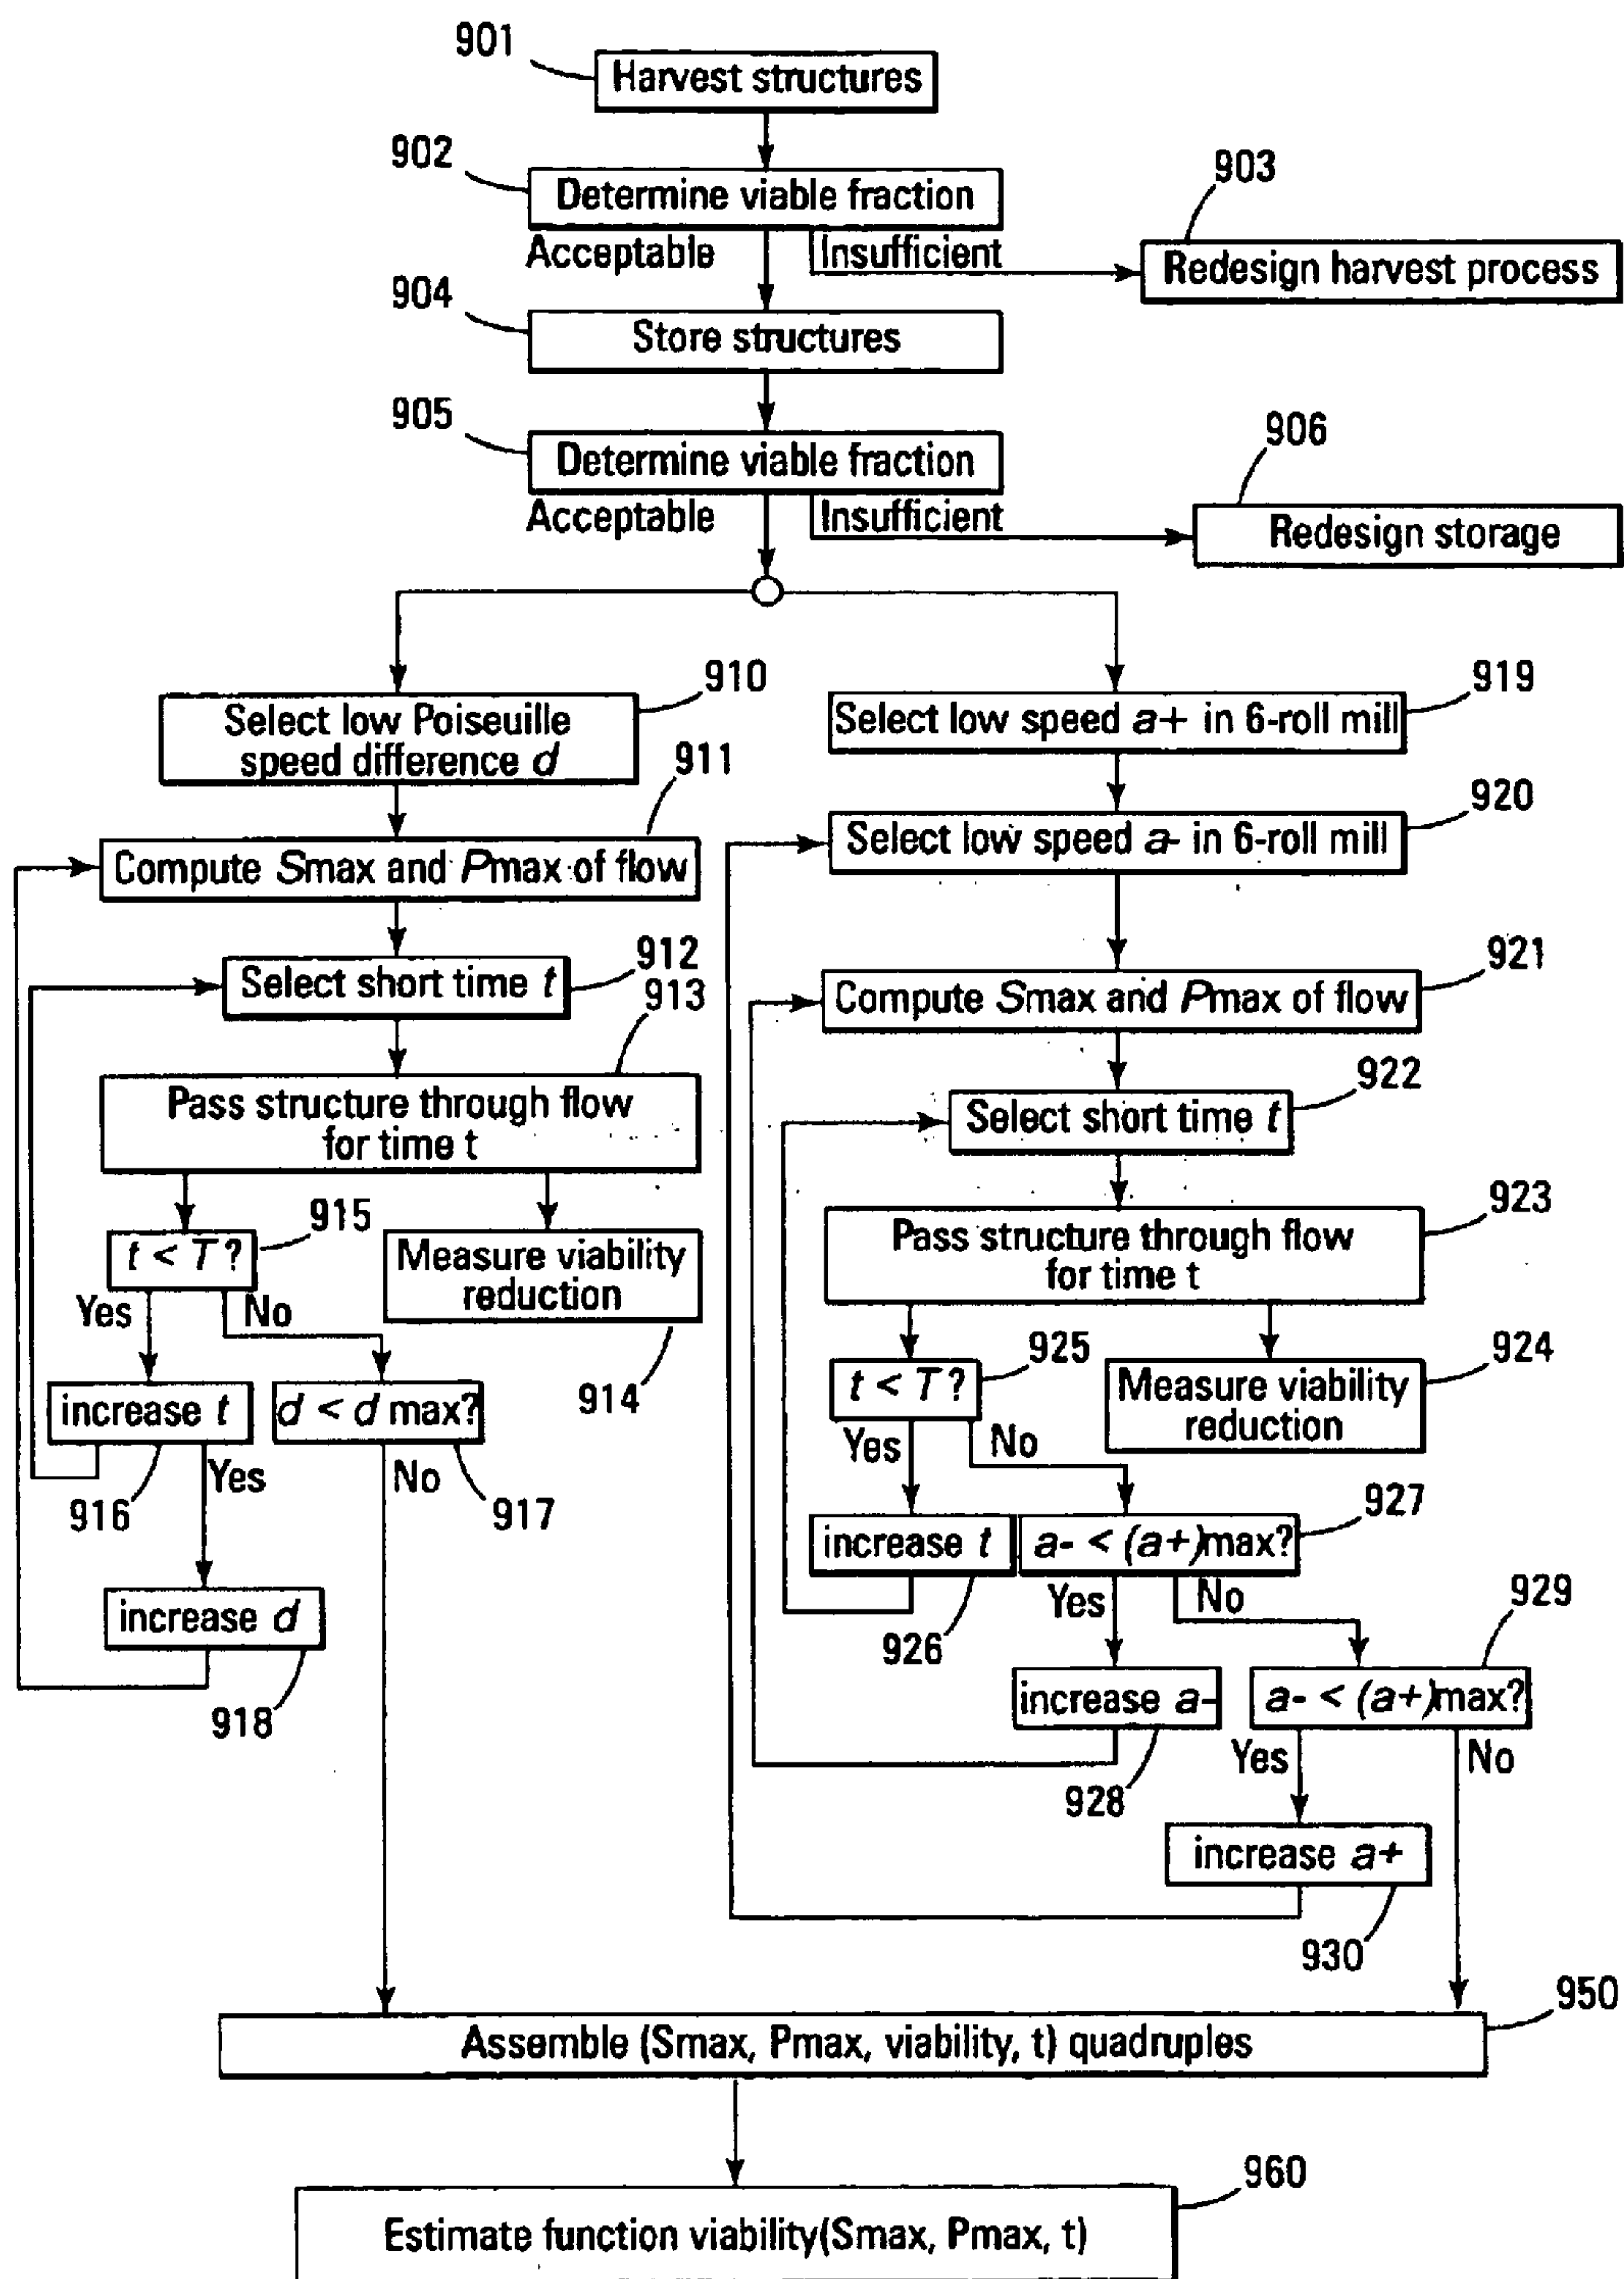 901
Harvest structures
902
Determine viable fraction
903
Acceptable
Insufficient
Redesign harvest process
904
Store structures
905
Determine viable fraction
906
Acceptable
Insufficient
Redesign storage
910
Select low Poiseuille
speed difference d
911
Compute Smax and Pmax of flow
912
Select short time t
913
Pass structure through flow
for time t
915
t < T?
Measure viability
reduction
914
Yes
No
increase t
d < d max?
916
Yes
No
917
increase d
918
919
Select low speed a+ in 6-roll mill
920
Select low speed a- in 6-roll mill
921
Compute Smax and Pmax of flow
922
Select short time t
923
Pass structure through flow
for time t
925
t < T?
924
Measure viability
reduction
Yes
No
927
increase t
a- < (a+)max?
926
Yes
No
929
increase a-
a- < (a+)max?
928
Yes
No
increase a+
930
950
Assemble (Smax, Pmax, viability, t) quadruples
960
Estimate function viability(Smax, Pmax, t)